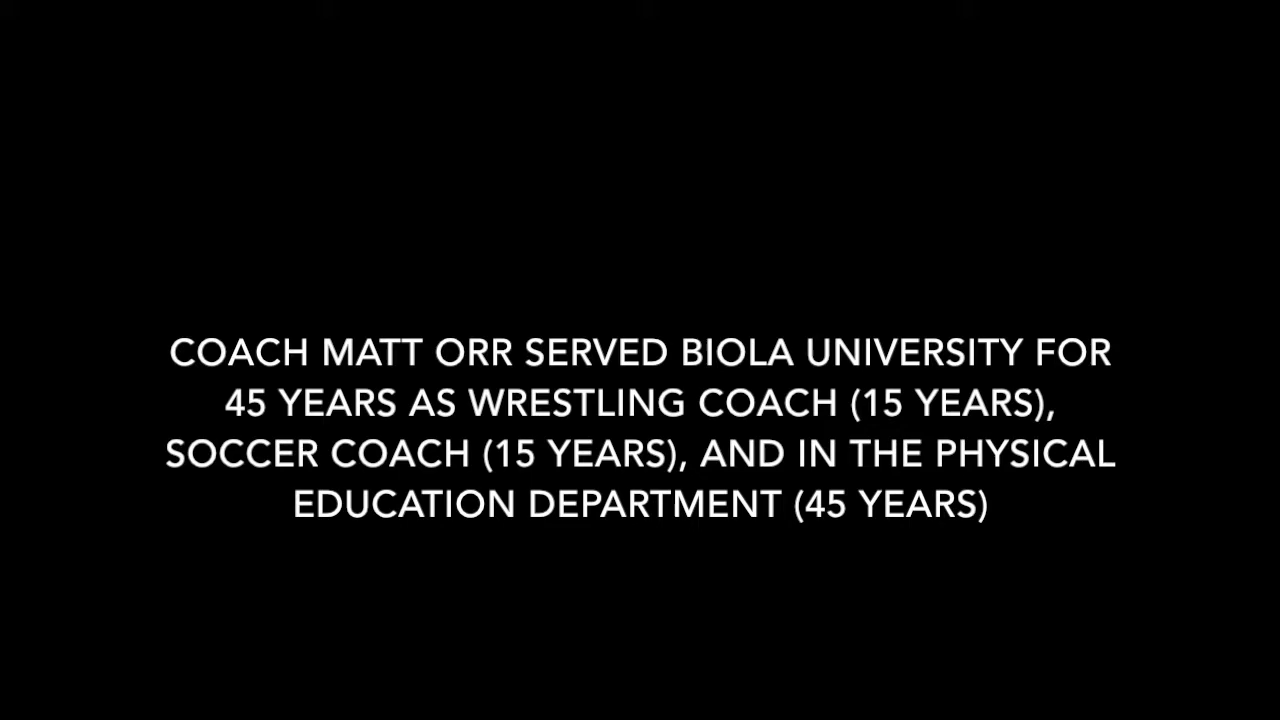 COACH MATT ORR SERVED BIOLA UNIVERSITY FOR
45 YEARS AS WRESTLING COACH (15 YEARS),
SOCCER COACH (15 YEARS), AND IN THE PHYSICAL
EDUCATION DEPARTMENT (45 YEARS)